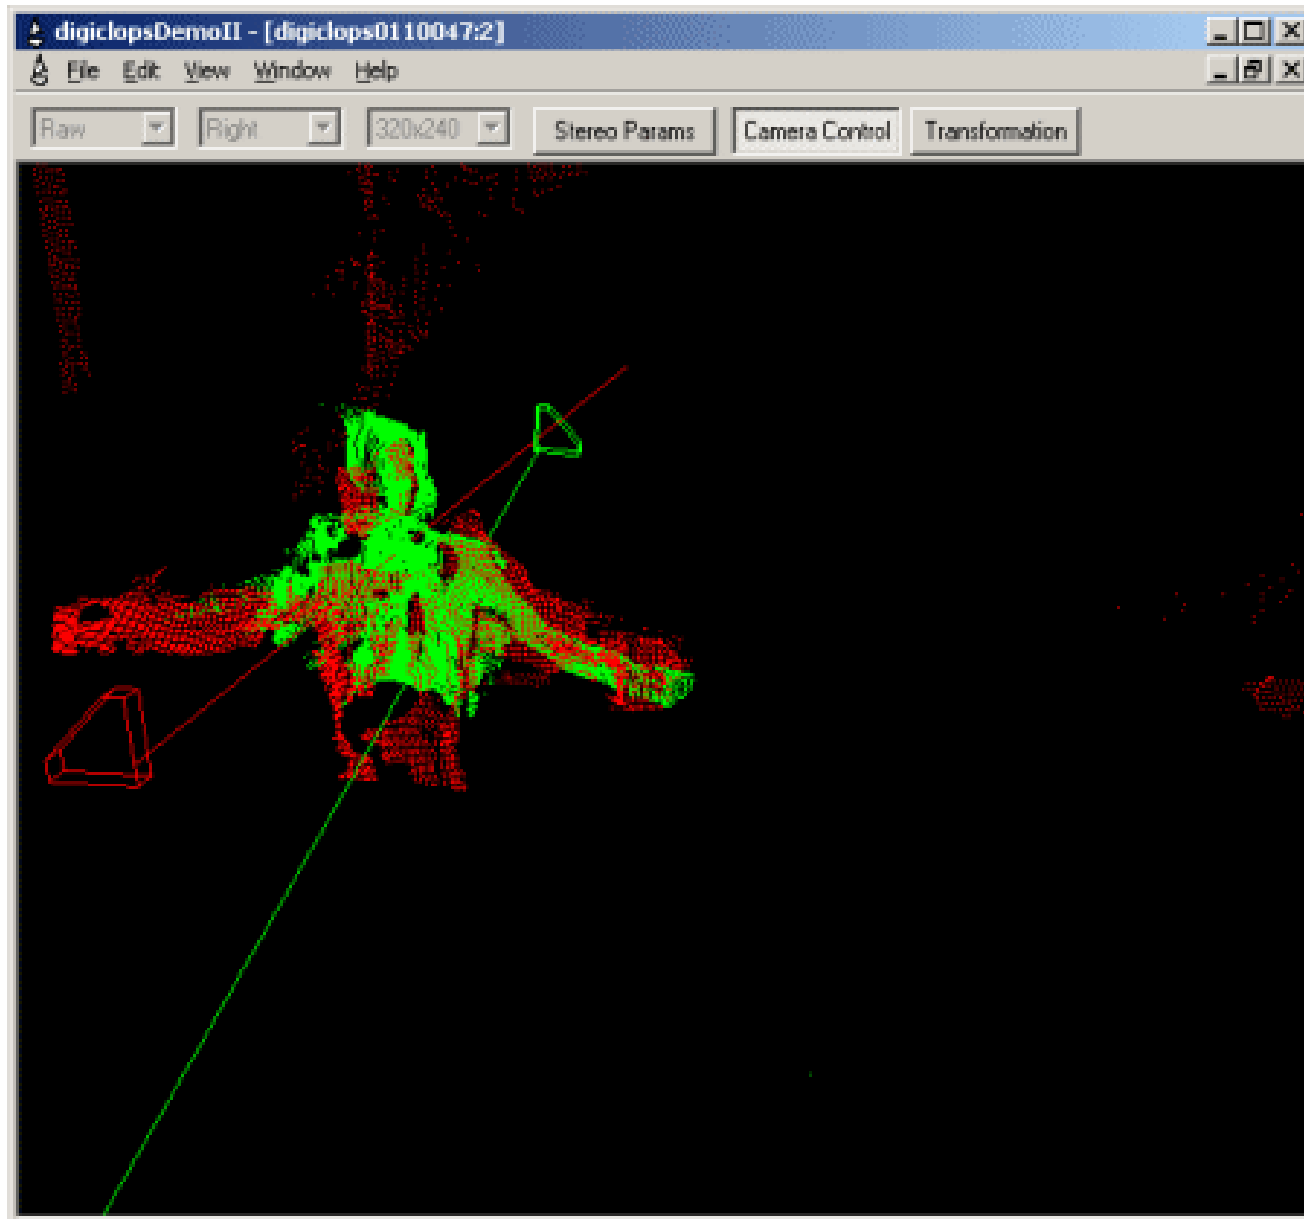 digiclopsDemoII - [digiclops0110047:2]
File Edit View Window Help
Raw Right 320x240 Stereo Params Camera Control Transformation